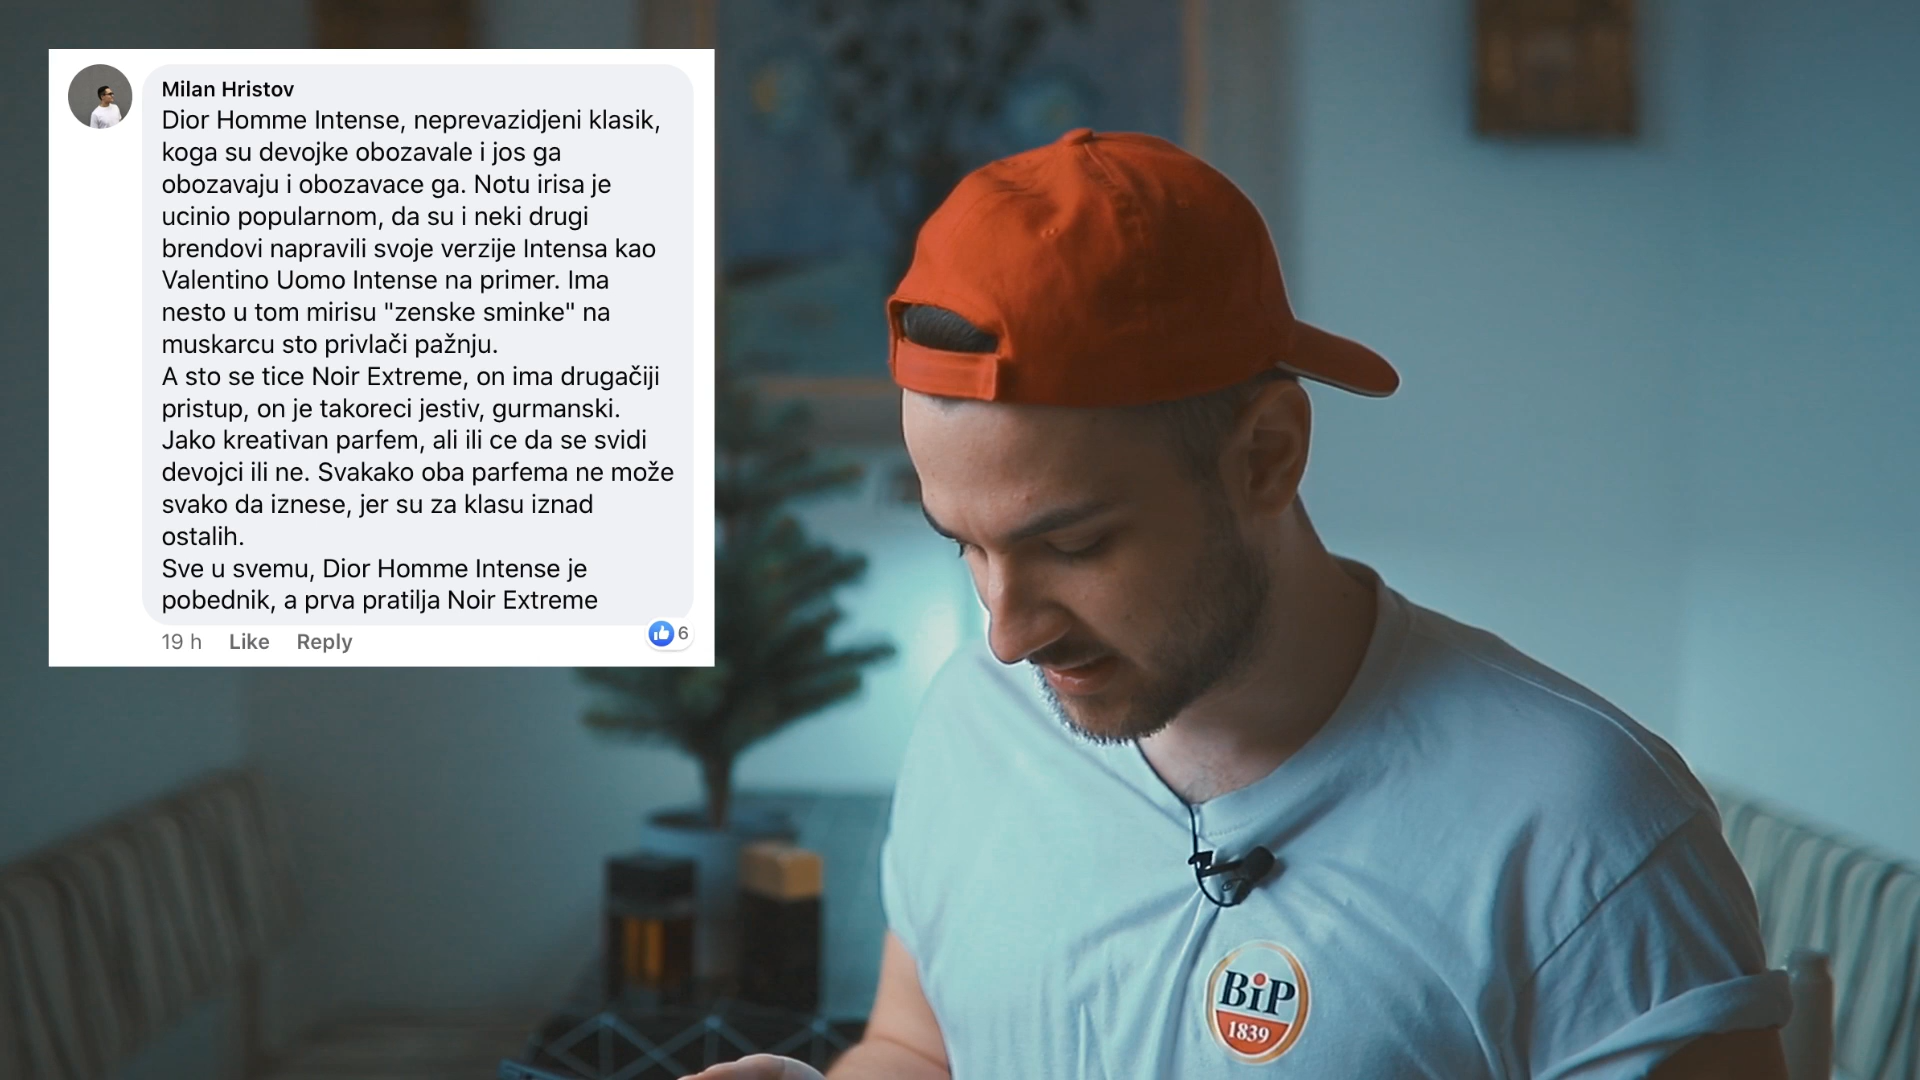 Milan Hristov
Dior Homme Intense, neprevazidjeni klasik,
koga su devojke obozavale i jos ga
obozavaju i obozavace ga. Notu irisa je
ucinio popularnom, da su i neki drugi
brendovi napravili svoje verzije Intensa kao
Valentino Uomo Intense na primer. Ima
nesto u tom mirisu "zenske sminke" na
muskarcu sto privlači pažnju.
A sto se tice Noir Extreme, on ima drugačiji
pristup, on je takoreci jestiv, gurmanski.
Jako kreativan parfem, ali ili ce da se svidi
devojci ili ne. Svakako oba parfema ne može
svako da iznese, jer su za klasu iznad
ostalih.
Sve u svemu, Dior Homme Intense je
pobednik, a prva pratilja Noir Extreme
19 h Like Reply 6
BiP
1839